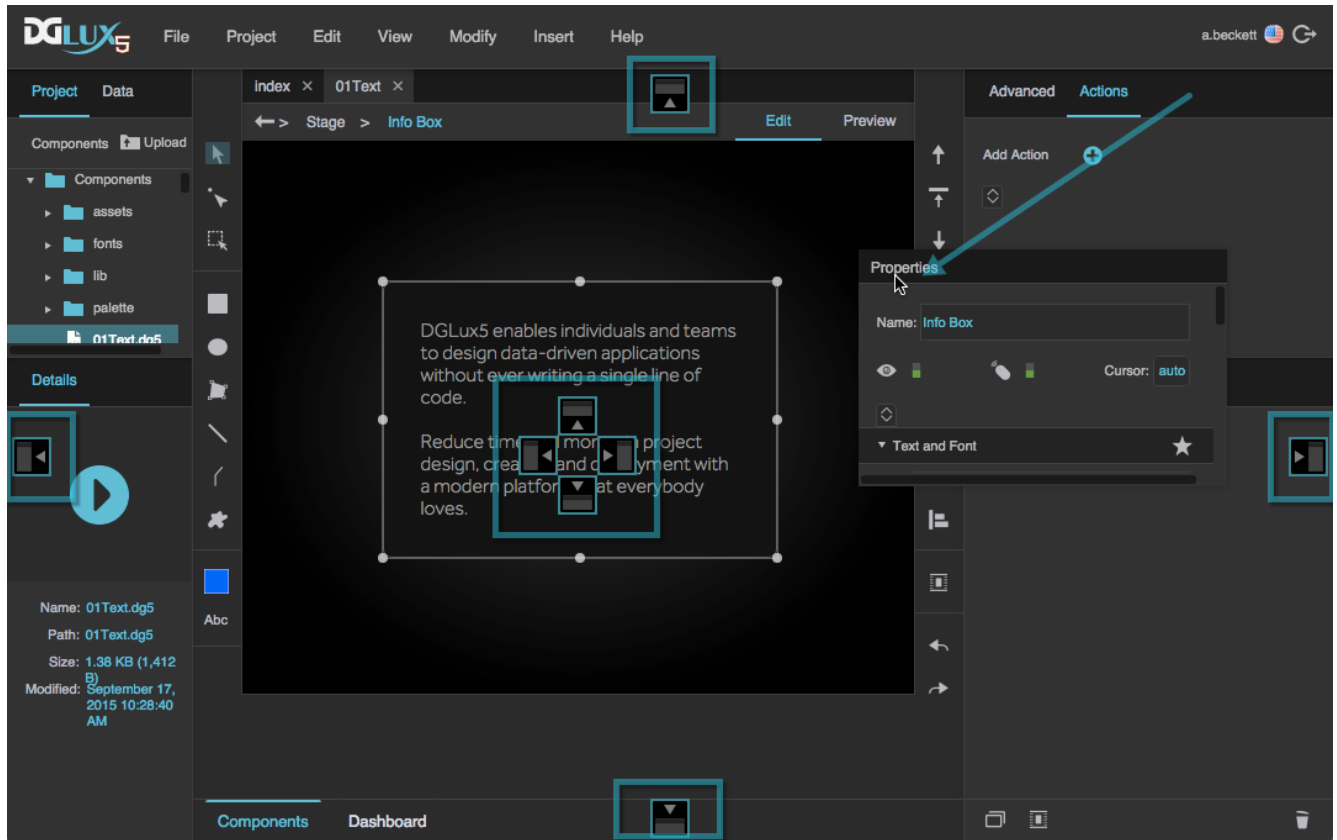 DGLUX5
File Project Edit View Modify Insert Help
a.beckett
Project Data
index × 01Text ×
Advanced Actions
> Stage > Info Box
Edit Preview
Components Upload
Add Action
Components
assets
fonts
lib
palette
01Text.dg5
Properties
Name: Info Box
Cursor: auto
Text and Font
DGLux5 enables individuals and teams
to design data-driven applications
without ever writing a single line of
code.
Reduce time project
design, and with
a modern everybody
loves.
Details
Name: 01Text.dg5
Path: 01Text.dg5
Size: 1.38 KB (1,412
B)
Modified: September 17,
2015 10:28:40
AM
Abc
Components Dashboard